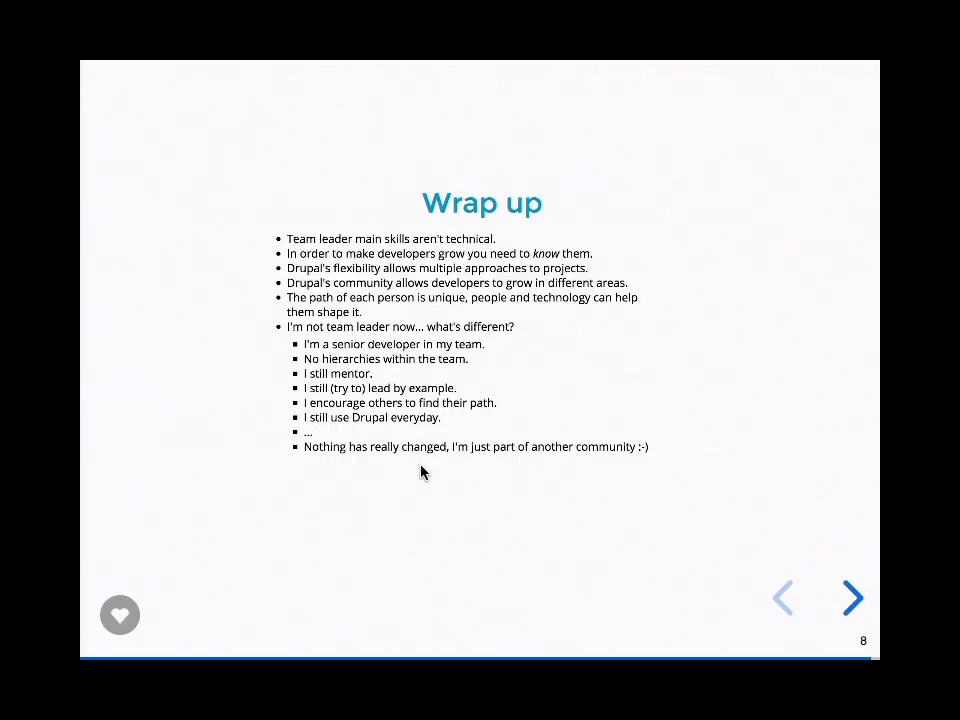 Wrap up
• Team leader main skills aren't technical.
• In order to make developers grow you need to know them.
• Drupal's flexibility allows multiple approaches to projects.
• Drupal's community allows developers to grow in different areas.
• The path of each person is unique, people and technology can help
them shape it.
• I'm not team leader now... what's different?
▪ I'm a senior developer in my team.
▪ No hierarchies within the team.
▪ I still mentor.
▪ I still (try to) lead by example.
▪ I encourage others to find their path.
▪ I still use Drupal everyday.
▪ ...
▪ Nothing has really changed, I'm just part of another community :-)
8